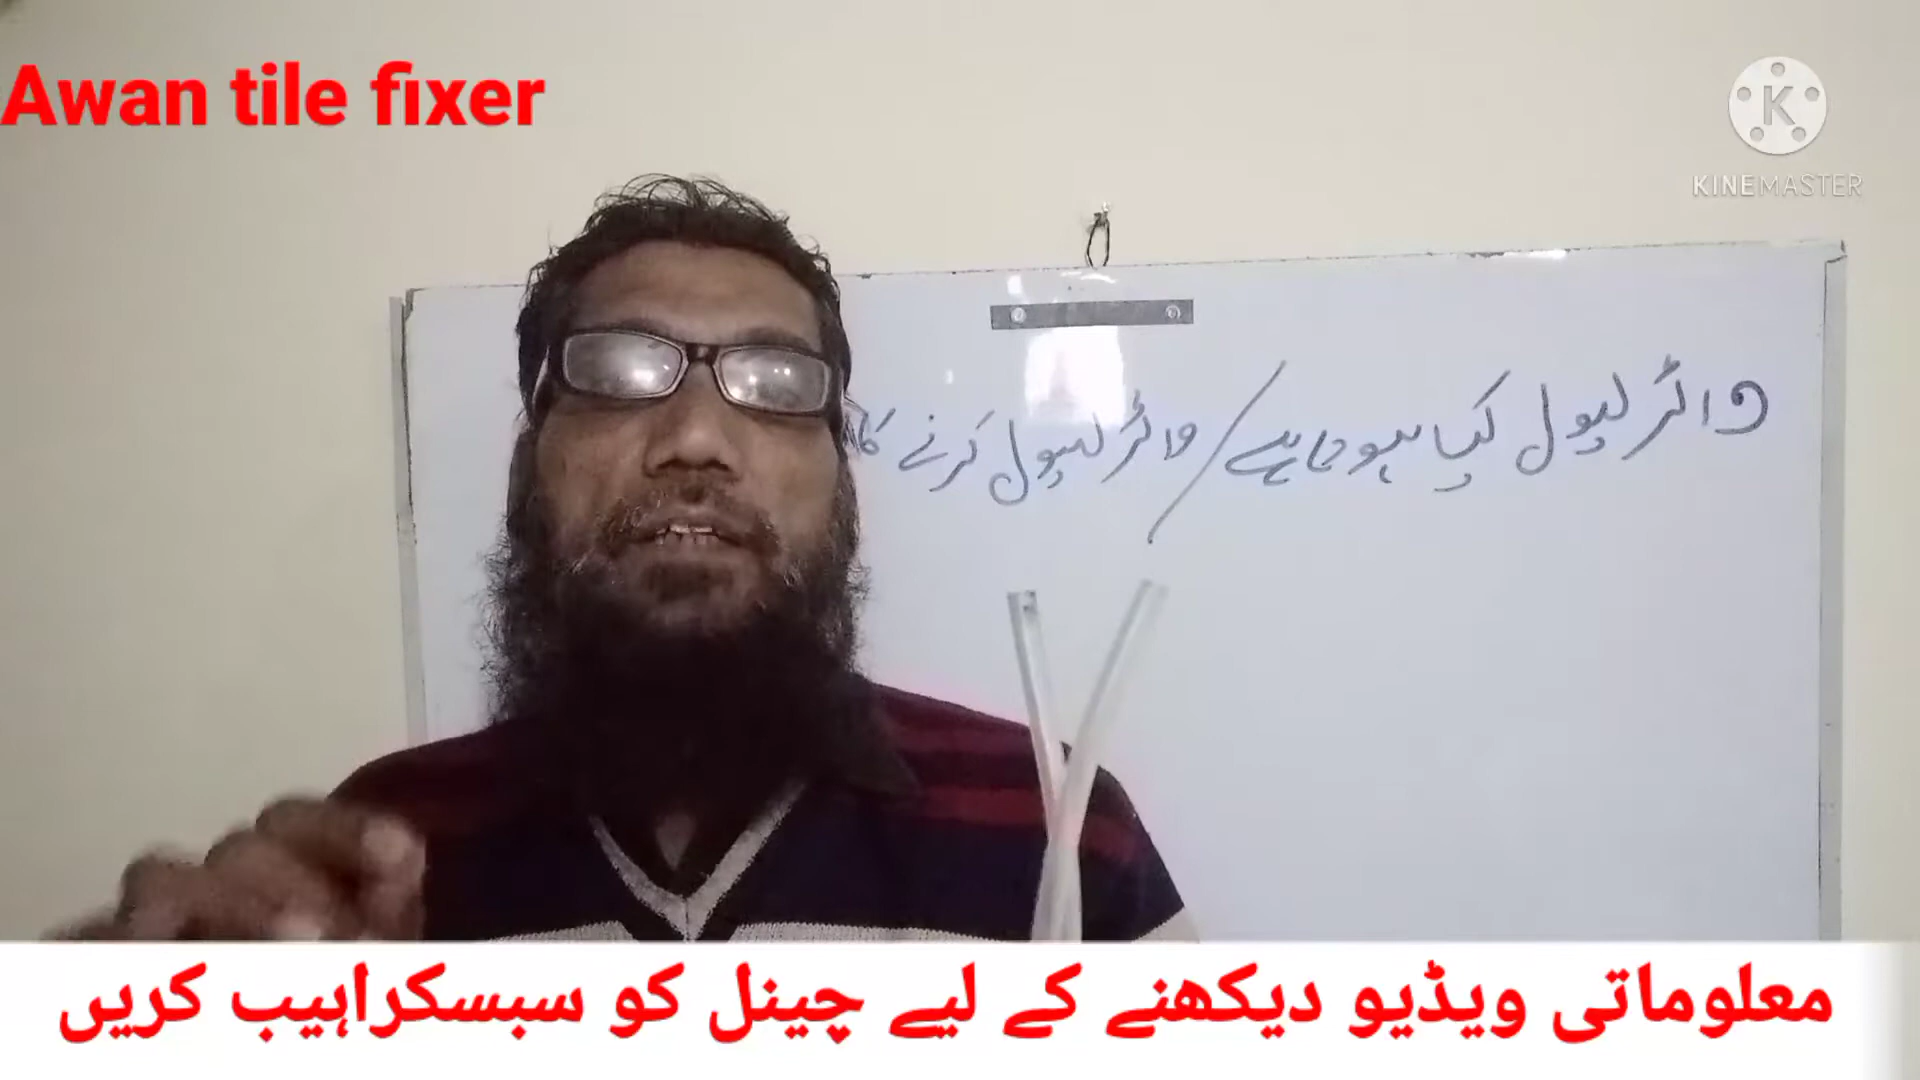 Awan tile fixer
KINEMASTER
واٹر لیول کیا ہوتا ہے / واٹر لیول کرنے کا
معلوماتی ویڈیو دیکھنے کے لیے چینل کو سبسکراہیب کریں